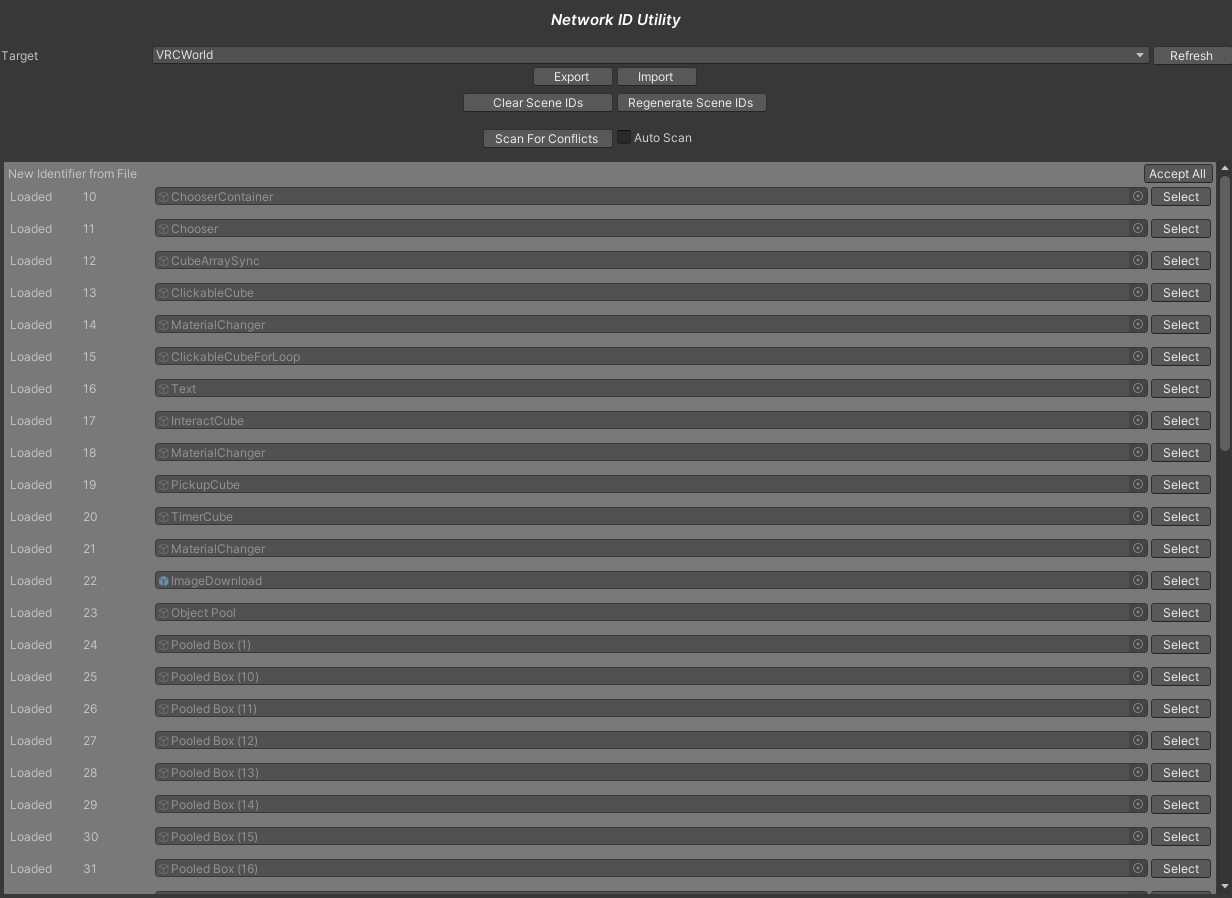 Network ID Utility
Target VRCWorld Refresh
Export Import
Clear Scene IDs Regenerate Scene IDs
Scan For Conflicts Auto Scan
New Identifier from File Accept All
Loaded 10 ChooserContainer Select
Loaded 11 Chooser Select
Loaded 12 CubeArraySync Select
Loaded 13 ClickableCube Select
Loaded 14 MaterialChanger Select
Loaded 15 ClickableCubeForLoop Select
Loaded 16 Text Select
Loaded 17 InteractCube Select
Loaded 18 MaterialChanger Select
Loaded 19 PickupCube Select
Loaded 20 TimerCube Select
Loaded 21 MaterialChanger Select
Loaded 22 ImageDownload Select
Loaded 23 Object Pool Select
Loaded 24 Pooled Box (1) Select
Loaded 25 Pooled Box (10) Select
Loaded 26 Pooled Box (11) Select
Loaded 27 Pooled Box (12) Select
Loaded 28 Pooled Box (13) Select
Loaded 29 Pooled Box (14) Select
Loaded 30 Pooled Box (15) Select
Loaded 31 Pooled Box (16) Select